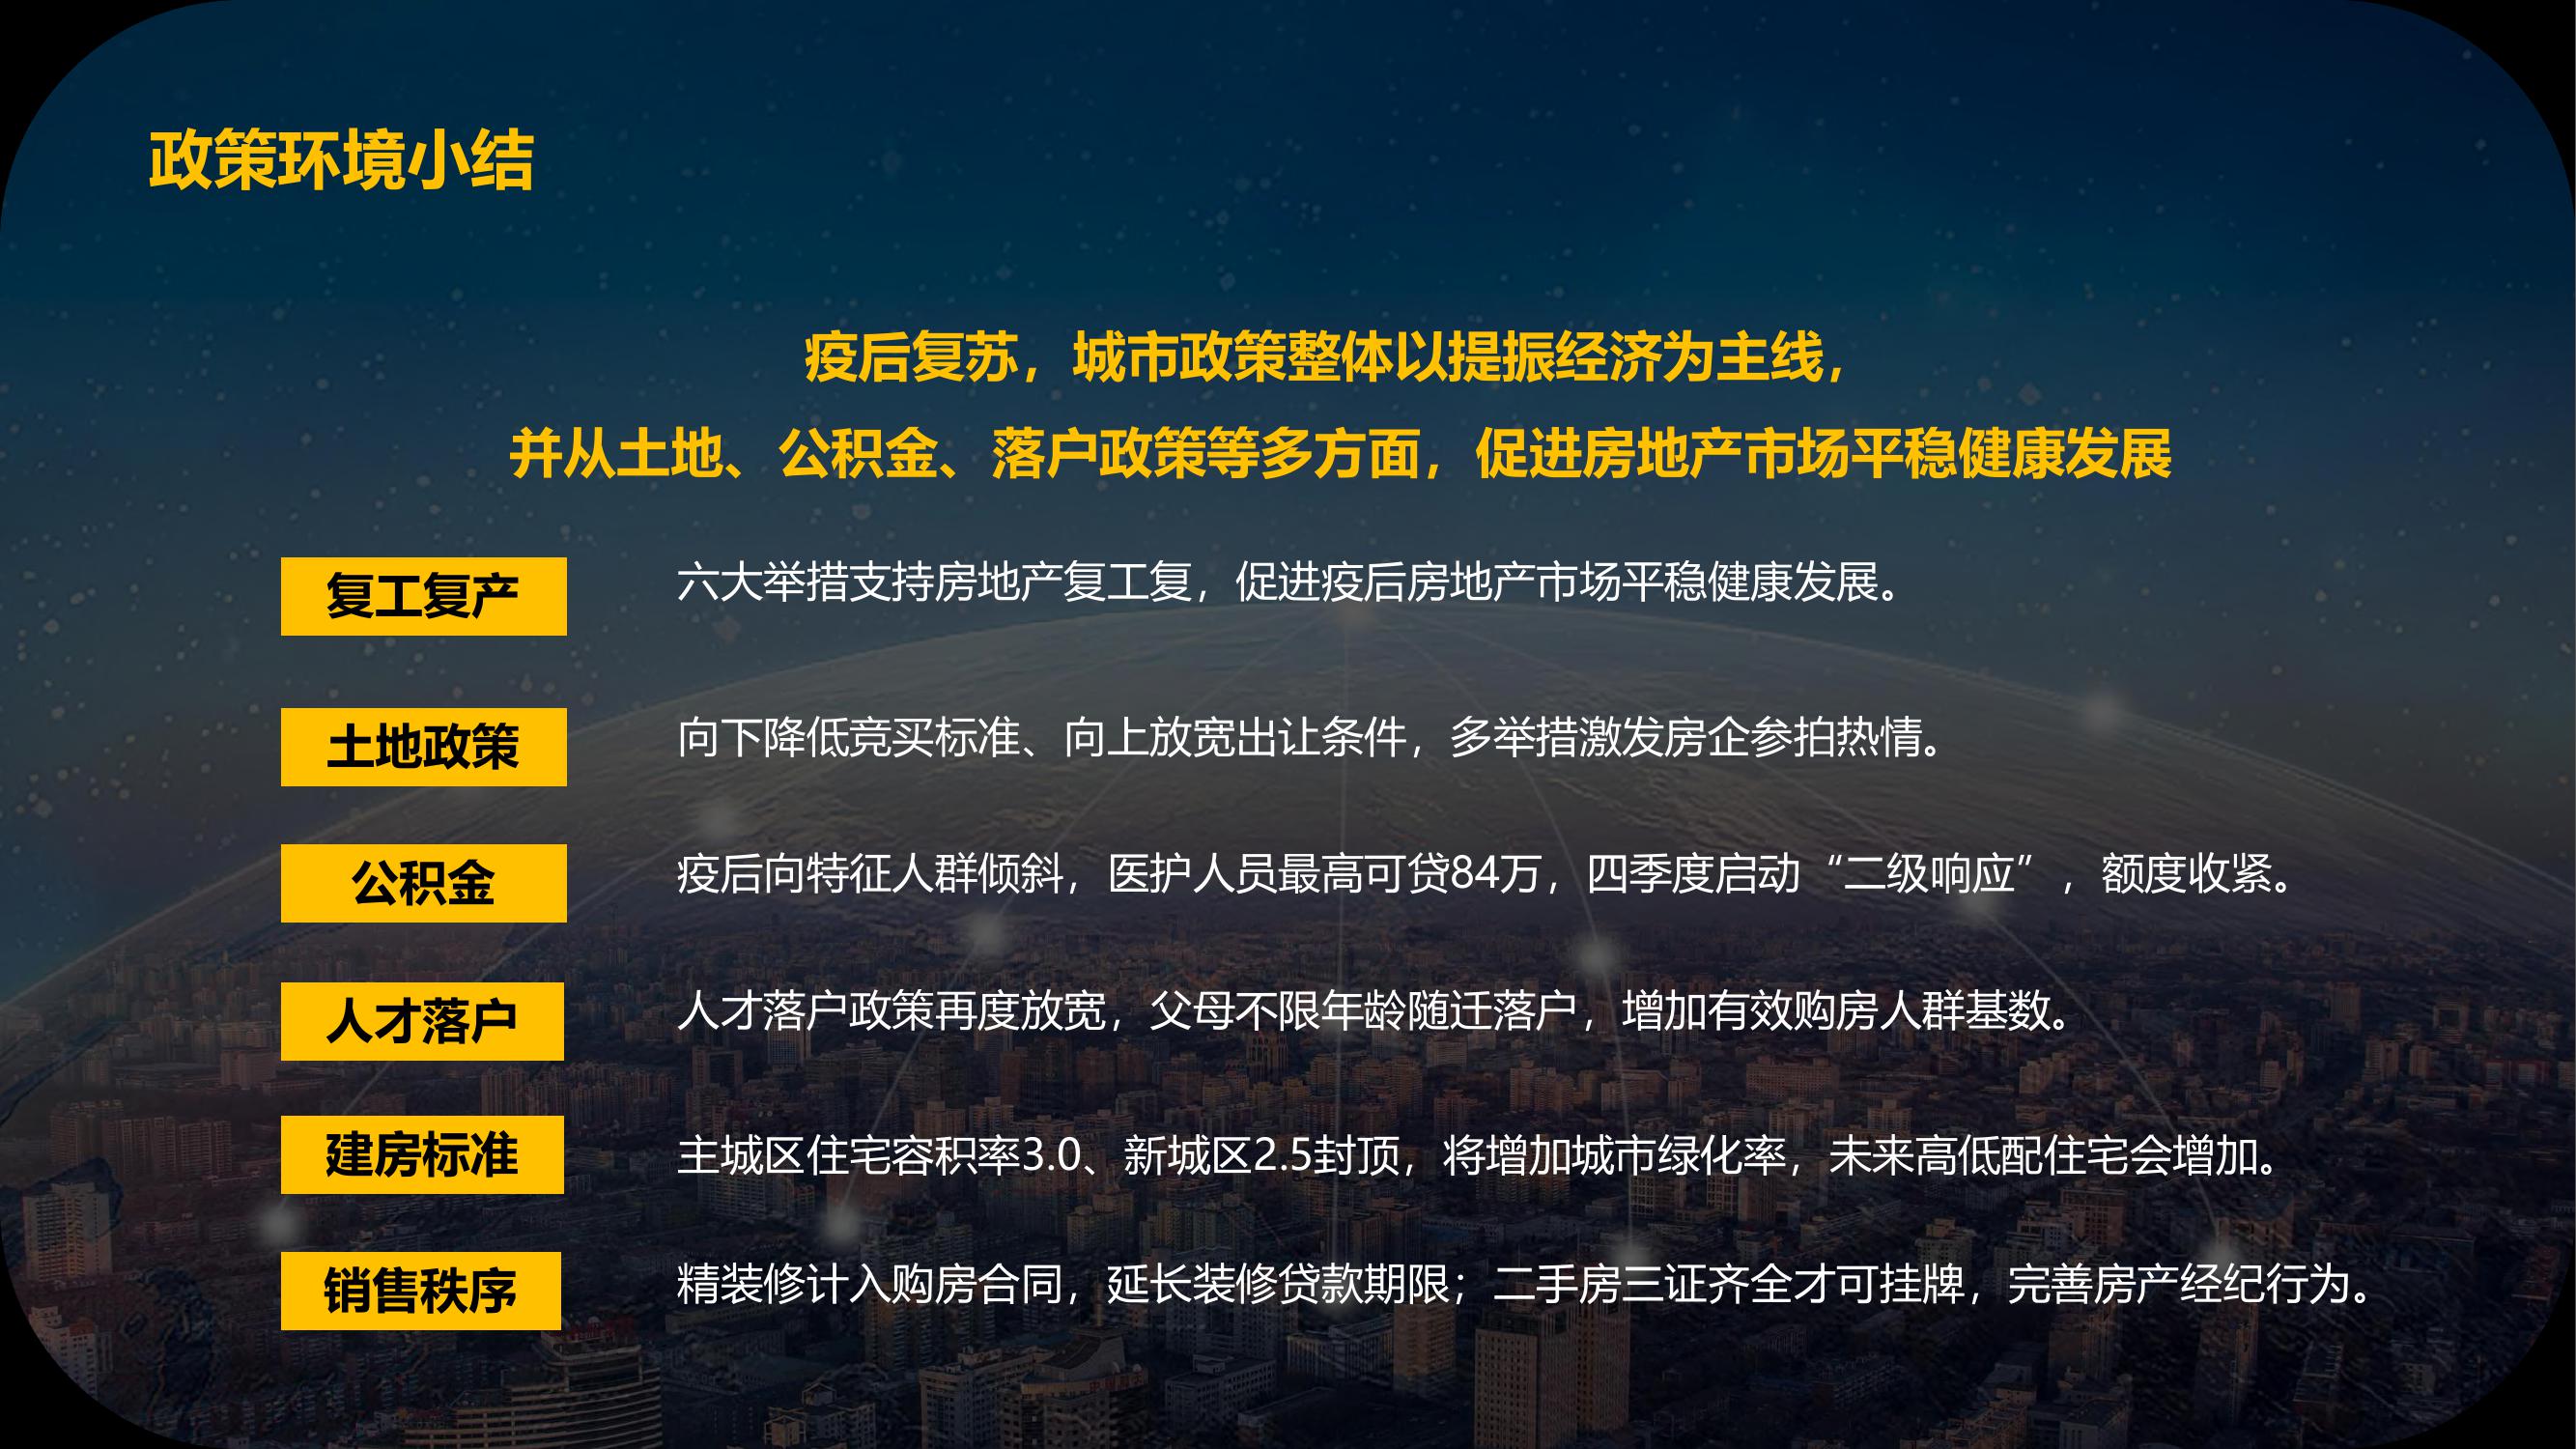 政策环境小结
疫后复苏，城市政策整体以提振经济为主线，
并从土地、公积金、落户政策等多方面，促进房地产市场平稳健康发展
复工复产
六大举措支持房地产复工复，促进疫后房地产市场平稳健康发展。
土地政策
向下降低竞买标准、向上放宽出让条件，多举措激发房企参拍热情。
公积金
疫后向特征人群倾斜，医护人员最高可贷84万，四季度启动“二级响应”，额度收紧。
人才落户
人才落户政策再度放宽，父母不限年龄随迁落户，增加有效购房人群基数。
建房标准
主城区住宅容积率3.0、新城区2.5封顶，将增加城市绿化率，未来高低配住宅会增加。
销售秩序
精装修计入购房合同，延长装修贷款期限；二手房三证齐全才可挂牌，完善房产经纪行为。